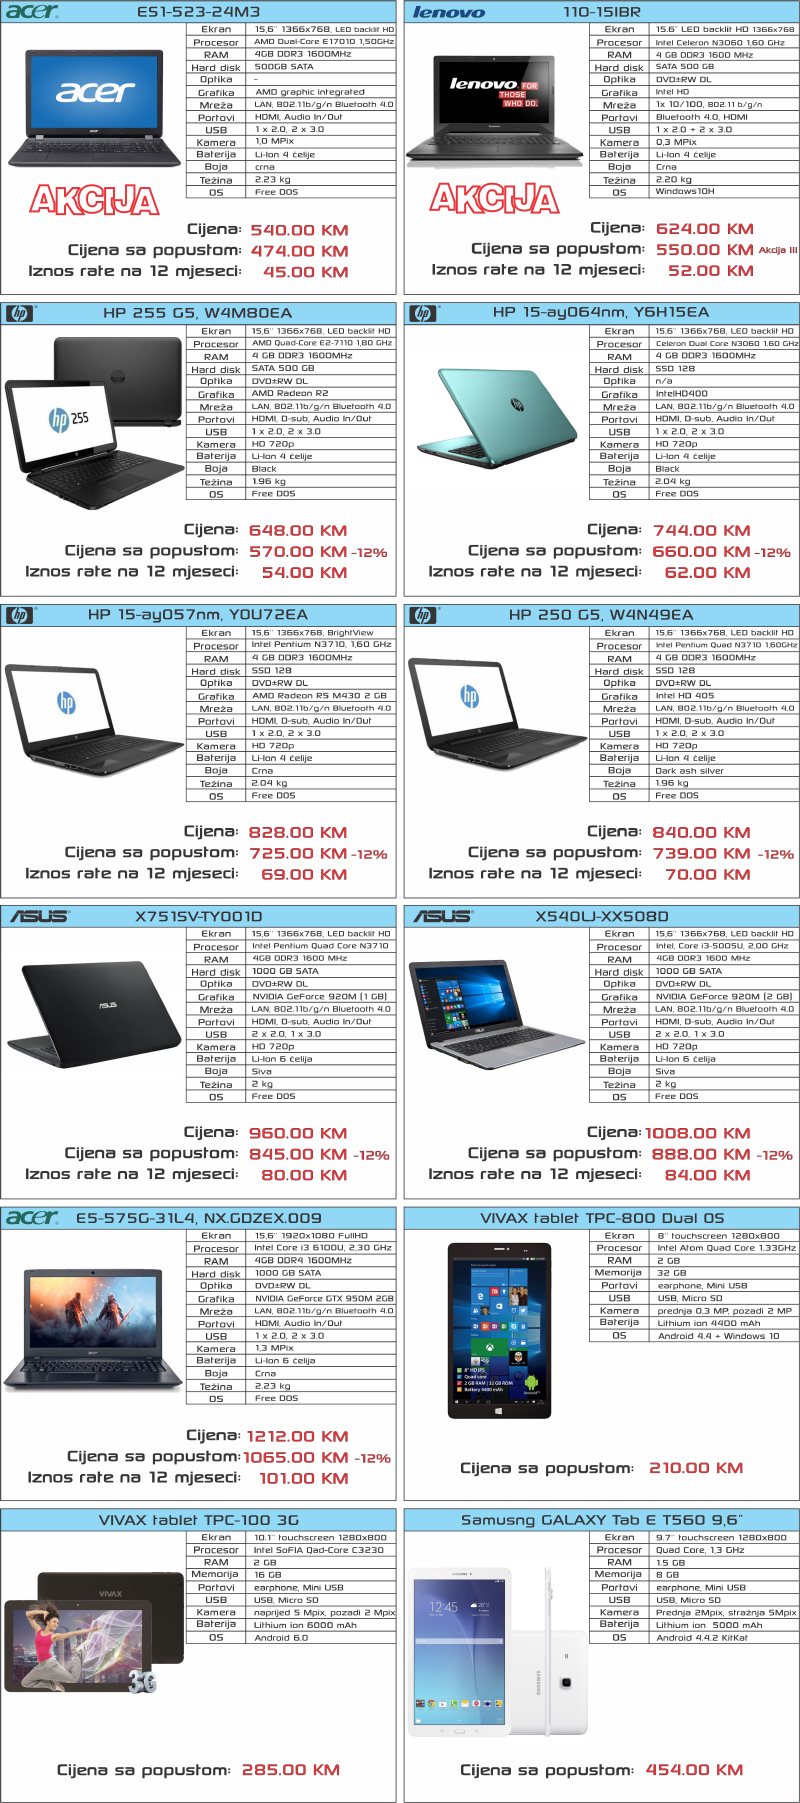 acer ES1-523-24M3
Ekran 15,6" 1366x768, LED backlit HD
Procesor AMD Dual-Core E17010 1,50GHz
RAM 4GB DDR3 1600MHz
Hard disk 500GB SATA
Optika -
Grafika AMD graphic integrated
Mreža LAN, 802.11b/g/n Bluetooth 4.0
Portovi HDMI, Audio In/Out
USB 1 x 2.0, 2 x 3.0
Kamera 1,0 MPix
Baterija Li-Ion 4 ćelije
Boja crna
Težina 2.23 kg
OS Free DOS
acer
AKCIJA
Cijena: 540.00 KM
Cijena sa popustom: 474.00 KM
Iznos rate na 12 mjeseci: 45.00 KM
lenovo 110-15IBR
Ekran 15.6" LED backlit HD 1366x768
Procesor Intel Celeron N3060 1,60 GHz
RAM 4 GB DDR3 1600 MHz
Hard disk SATA 500 GB
Optika DVD±RW DL
Grafika Intel HD
Mreža 1x 10/100, 802.11 b/g/n
Portovi Bluetooth 4.0, HDMI
USB 1 x 2.0 + 2 x 3.0
Kamera 0,3 MPix
Baterija Li-Ion 4 ćelije
Boja Crna
Težina 2.20 kg
OS Windows10H
lenovo FOR
THOSE
WHO DO.
AKCIJA
Cijena: 624.00 KM
Cijena sa popustom: 550.00 KM Akcija !!!
Iznos rate na 12 mjeseci: 52.00 KM
hp HP 255 G5, W4M80EA
Ekran 15,6" 1366x768, LED backlit HD
Procesor AMD Quad-Core E2-7110 1,80 GHz
RAM 4 GB DDR3 1600MHz
Hard disk SATA 500 GB
Optika DVD±RW DL
Grafika AMD Radeon R2
Mreža LAN, 802.11b/g/n Bluetooth 4.0
Portovi HDMI, D-sub, Audio In/Out
USB 1 x 2.0, 2 x 3.0
Kamera HD 720p
Baterija Li-Ion 4 ćelije
Boja Black
Težina 1.96 kg
OS Free DOS
hp 255
Cijena: 648.00 KM
Cijena sa popustom: 570.00 KM -12%
Iznos rate na 12 mjeseci: 54.00 KM
hp HP 15-ay064nm, Y6H15EA
Ekran 15,6" 1366x768, LED backlit HD
Procesor Celeron Dual Core N3060 1.60 GHz
RAM 4 GB DDR3 1600MHz
Hard disk SSD 128
Optika n/a
Grafika IntelHD400
Mreža LAN, 802.11b/g/n Bluetooth 4.0
Portovi HDMI, D-sub, Audio In/Out
USB 1 x 2.0, 2 x 3.0
Kamera HD 720p
Baterija Li-Ion 4 ćelije
Boja Black
Težina 2.04 kg
OS Free DOS
hp
Cijena: 744.00 KM
Cijena sa popustom: 660.00 KM -12%
Iznos rate na 12 mjeseci: 62.00 KM
hp HP 15-ay057nm, Y0U72EA
Ekran 15,6" 1366x768, BrightView
Procesor Intel Pentium N3710, 1,60 GHz
RAM 4 GB DDR3 1600MHz
Hard disk SSD 128
Optika DVD±RW DL
Grafika AMD Radeon R5 M430 2 GB
Mreža LAN, 802.11b/g/n Bluetooth 4.0
Portovi HDMI, D-sub, Audio In/Out
USB 1 x 2.0, 2 x 3.0
Kamera HD 720p
Baterija Li-Ion 4 ćelije
Boja Crna
Težina 2.04 kg
OS Free DOS
hp
Cijena: 828.00 KM
Cijena sa popustom: 725.00 KM -12%
Iznos rate na 12 mjeseci: 69.00 KM
hp HP 250 G5, W4N49EA
Ekran 15,6" 1366x768, LED backlit HD
Procesor Intel Pentium Quad N3710 1,60GHz
RAM 4 GB DDR3 1600MHz
Hard disk SSD 128
Optika DVD±RW DL
Grafika Intel HD 405
Mreža LAN, 802.11b/g/n Bluetooth 4.0
Portovi HDMI, D-sub, Audio In/Out
USB 1 x 2.0, 2 x 3.0
Kamera HD 720p
Baterija Li-Ion 4 ćelije
Boja Dark ash silver
Težina 1.96 kg
OS Free DOS
hp
Cijena: 840.00 KM
Cijena sa popustom: 739.00 KM -12%
Iznos rate na 12 mjeseci: 70.00 KM
ASUS X751SV-TY001D
Ekran 15,6" 1366x768, LED backlit HD
Procesor Intel Pentium Quad Core N3710
RAM 4GB DDR3 1600 MHz
Hard disk 1000 GB SATA
Optika DVD±RW DL
Grafika NVIDIA GeForce 920M (1 GB)
Mreža LAN, 802.11b/g/n Bluetooth 4.0
Portovi HDMI, D-sub, Audio In/Out
USB 2 x 2.0, 1 x 3.0
Kamera HD 720p
Baterija Li-Ion 6 ćelija
Boja Siva
Težina 2 kg
OS Free DOS
ASUS
Cijena: 960.00 KM
Cijena sa popustom: 845.00 KM -12%
Iznos rate na 12 mjeseci: 80.00 KM
ASUS X540LJ-XX508D
Ekran 15,6" 1366x768, LED backlit HD
Procesor Intel, Core i3-5005U, 2,00 GHz
RAM 4GB DDR3 1600 MHz
Hard disk 1000 GB SATA
Optika DVD±RW DL
Grafika NVIDIA GeForce 920M (2 GB)
Mreža LAN, 802.11b/g/n Bluetooth 4.0
Portovi HDMI, D-sub, Audio In/Out
USB 2 x 2.0, 1 x 3.0
Kamera HD 720p
Baterija Li-Ion 6 ćelija
Boja Siva
Težina 2 kg
OS Free DOS
ASUS
Cijena: 1008.00 KM
Cijena sa popustom: 888.00 KM -12%
Iznos rate na 12 mjeseci: 84.00 KM
acer E5-575G-31L4, NX.GDZEX.009
Ekran 15,6" 1920x1080 FullHD
Procesor Intel Core i3 6100U, 2,30 GHz
RAM 4GB DDR4 1600MHz
Hard disk 1000 GB SATA
Optika DVD±RW DL
Grafika NVIDIA GeForce GTX 950M 2GB
Mreža LAN, 802.11b/g/n Bluetooth 4.0
Portovi HDMI, Audio In/Out
USB 1 x 2.0, 2 x 3.0
Kamera 1,3 MPix
Baterija Li-Ion 6 ćelija
Boja Crna
Težina 2.23 kg
OS Free DOS
Cijena: 1212.00 KM
Cijena sa popustom: 1065.00 KM -12%
Iznos rate na 12 mjeseci: 101.00 KM
VIVAX tablet TPC-800 Dual OS
Ekran 8" touchscreen 1280x800
Procesor Intel Atom Quad Core 1.33GHz
RAM 2 GB
Memorija 32 GB
Portovi earphone, Mini USB
USB USB, Micro SD
Kamera prednja 0,3 MP, pozadi 2 MP
Baterija Lithium ion 4400 mAh
OS Android 4.4 + Windows 10
8" HD IPS
Quad core
2 GB RAM | 32 GB ROM
Battery 4400 mAh
Cijena sa popustom: 210.00 KM
VIVAX tablet TPC-100 3G
Ekran 10.1" touchscreen 1280x800
Procesor Intel SoFIA Qad-Core C3230
RAM 2 GB
Memorija 16 GB
Portovi earphone, Mini USB
USB USB, Micro SD
Kamera naprijed 5 Mpix, pozadi 2 Mpix
Baterija Lithium ion 6000 mAh
OS Android 6.0
VIVAX
3G
Cijena sa popustom: 285.00 KM
Samusng GALAXY Tab E T560 9,6"
Ekran 9.7" touchscreen 1280x800
Procesor Quad Core, 1,3 GHz
RAM 1.5 GB
Memorija 8 GB
Portovi earphone, Mini USB
USB USB, Micro SD
Kamera Prednja 2Mpix, stražnja 5Mpix
Baterija Lithium ion 5000 mAh
OS Android 4.4.2 KitKat
12:45 20°
SAMSUNG
Cijena sa popustom: 454.00 KM